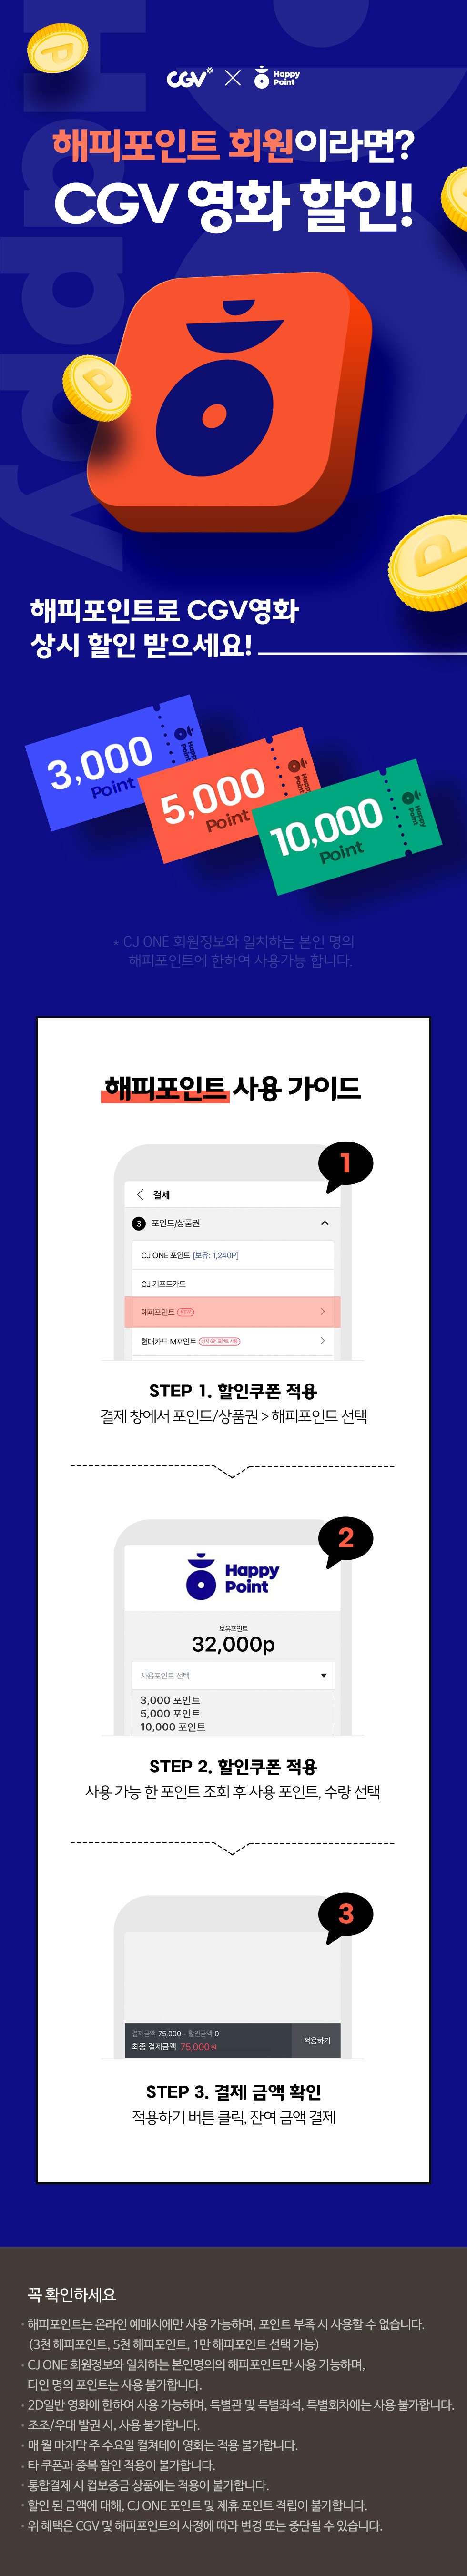 CGV × Happy Point
해피포인트 회원이라면?
CGV 영화 할인!
P
P
P
해피포인트로 CGV영화
상시 할인 받으세요!
3,000
Point
Happy Point
5,000
Point
Happy Point
10,000
Point
Happy Point
* CJ ONE 회원정보와 일치하는 본인 명의
해피포인트에 한하여 사용가능 합니다.
해피포인트 사용 가이드
1
결제
3 포인트/상품권
CJ ONE 포인트 [보유: 1,240P]
CJ 기프트카드
해피포인트 NEW
현대카드 M포인트
STEP 1. 할인쿠폰 적용
결제 창에서 포인트/상품권 > 해피포인트 선택
2
Happy
Point
보유포인트
32,000p
사용포인트 선택
3,000 포인트
5,000 포인트
10,000 포인트
STEP 2. 할인쿠폰 적용
사용 가능 한 포인트 조회 후 사용 포인트, 수량 선택
3
결제금액 75,000 - 할인금액 0
최종 결제금액 75,000원
적용하기
STEP 3. 결제 금액 확인
적용하기 버튼 클릭, 잔여 금액 결제
꼭 확인하세요
· 해피포인트는 온라인 예매시에만 사용 가능하며, 포인트 부족 시 사용할 수 없습니다.
(3천 해피포인트, 5천 해피포인트, 1만 해피포인트 선택 가능)
· CJ ONE 회원정보와 일치하는 본인명의의 해피포인트만 사용 가능하며,
타인 명의 포인트는 사용 불가합니다.
· 2D일반 영화에 한하여 사용 가능하며, 특별관 및 특별좌석, 특별회차에는 사용 불가합니다.
· 조조/우대 발권 시, 사용 불가합니다.
· 매 월 마지막 주 수요일 컬쳐데이 영화는 적용 불가합니다.
· 타 쿠폰과 중복 할인 적용이 불가합니다.
· 통합결제 시 컵보증금 상품에는 적용이 불가합니다.
· 할인 된 금액에 대해, CJ ONE 포인트 및 제휴 포인트 적립이 불가합니다.
· 위 혜택은 CGV 및 해피포인트의 사정에 따라 변경 또는 중단될 수 있습니다.